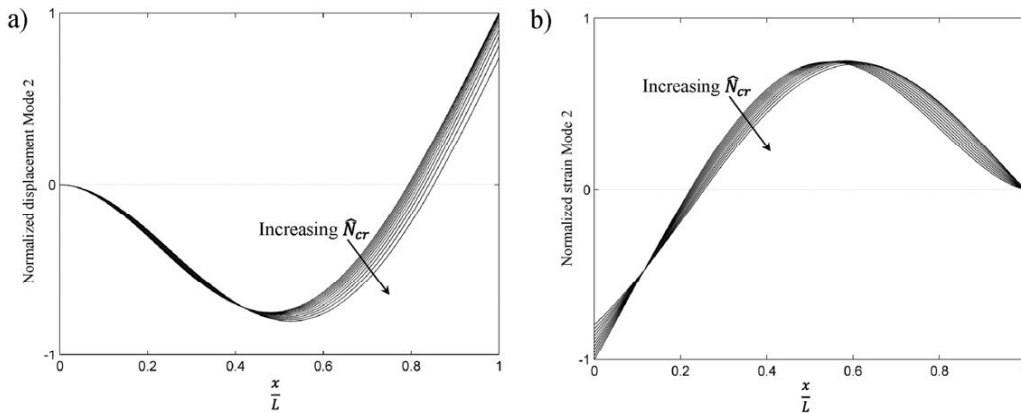 a)
Normalized displacement Mode 2
1
0
-1
Increasing N̂cr
0 0.2 0.4 0.6 0.8 1
x
L
b)
Normalized strain Mode 2
1
0
-1
Increasing N̂cr
0 0.2 0.4 0.6 0.8 1
x
L